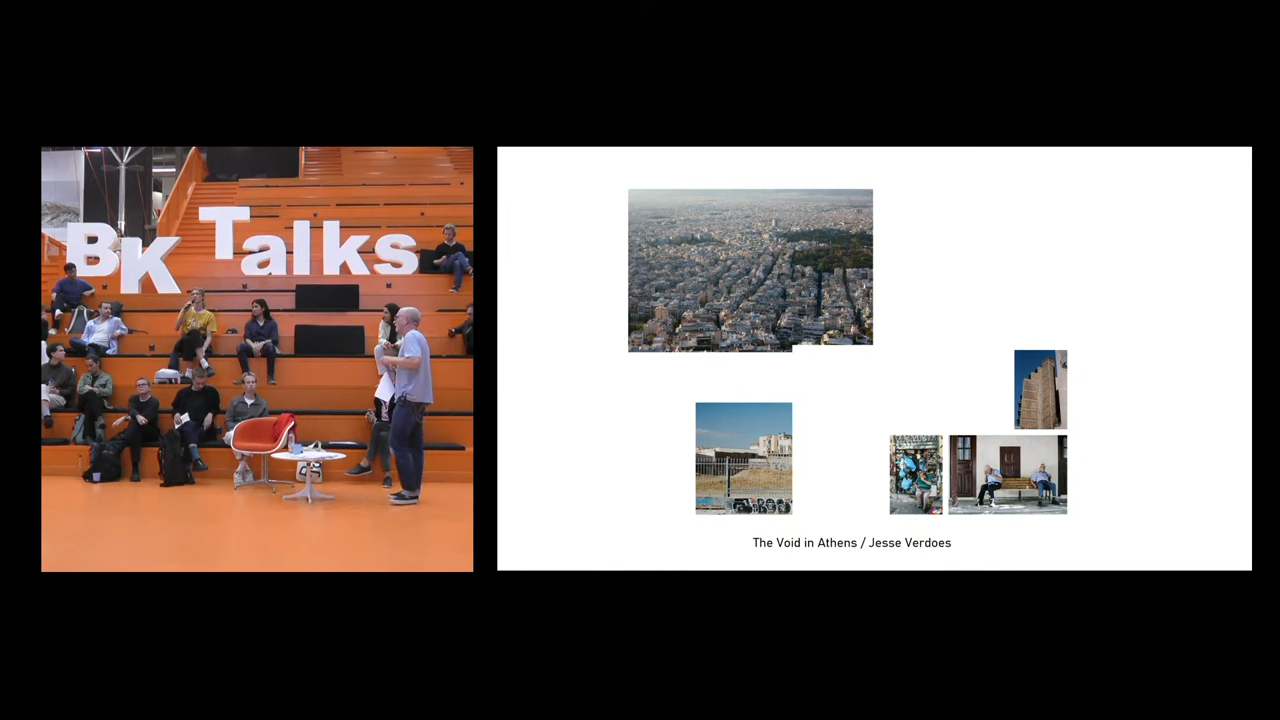 BK Talks
The Void in Athens / Jesse Verdoes